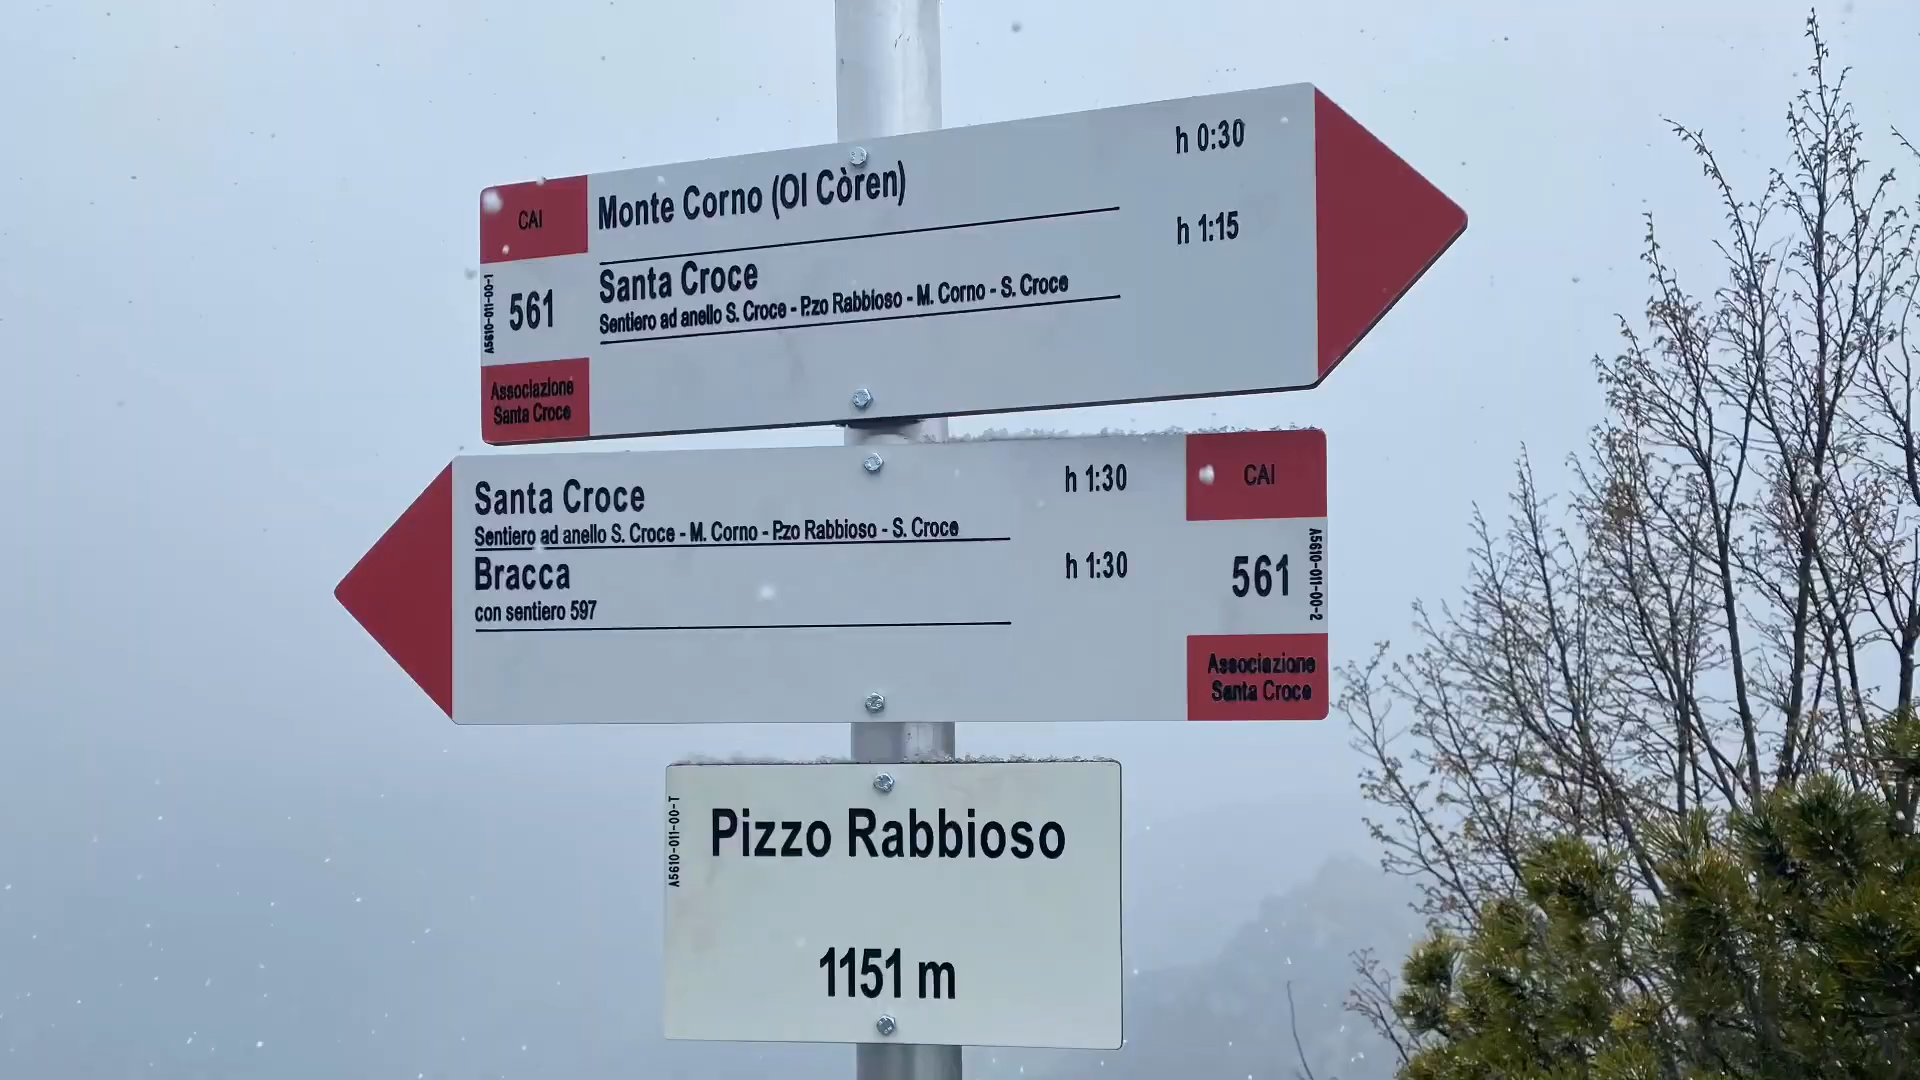 Monte Corno (Ol Còren) h 0:30
Santa Croce h 1:15
Sentiero ad anello S. Croce - P.zo Rabbioso - M. Corno - S. Croce
CAI
561
A5610-011-00-1
Associazione
Santa Croce
Santa Croce h 1:30
Sentiero ad anello S. Croce - M. Corno - P.zo Rabbioso - S. Croce
Bracca h 1:30
con sentiero 597
CAI
561
A5610-011-00-2
Associazione
Santa Croce
A5610-011-00-T
Pizzo Rabbioso
1151 m